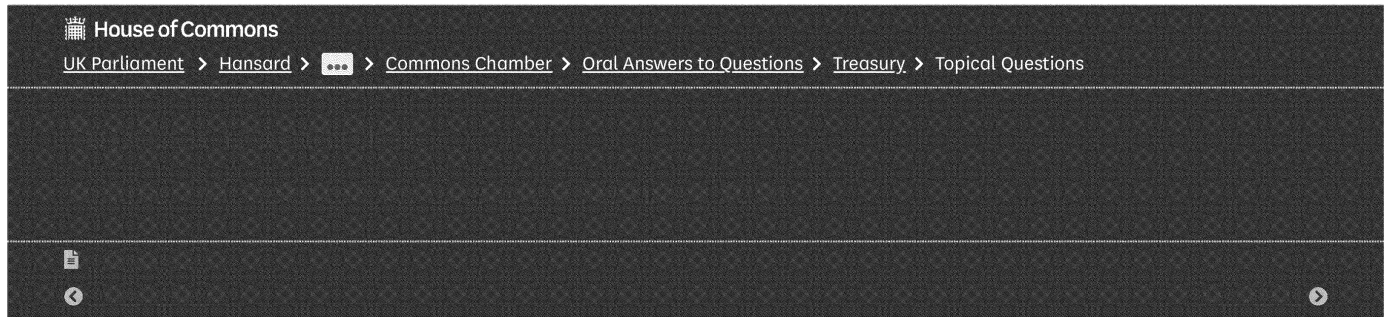 House of Commons
UK Parliament > Hansard > ... > Commons Chamber > Oral Answers to Questions > Treasury > Topical Questions